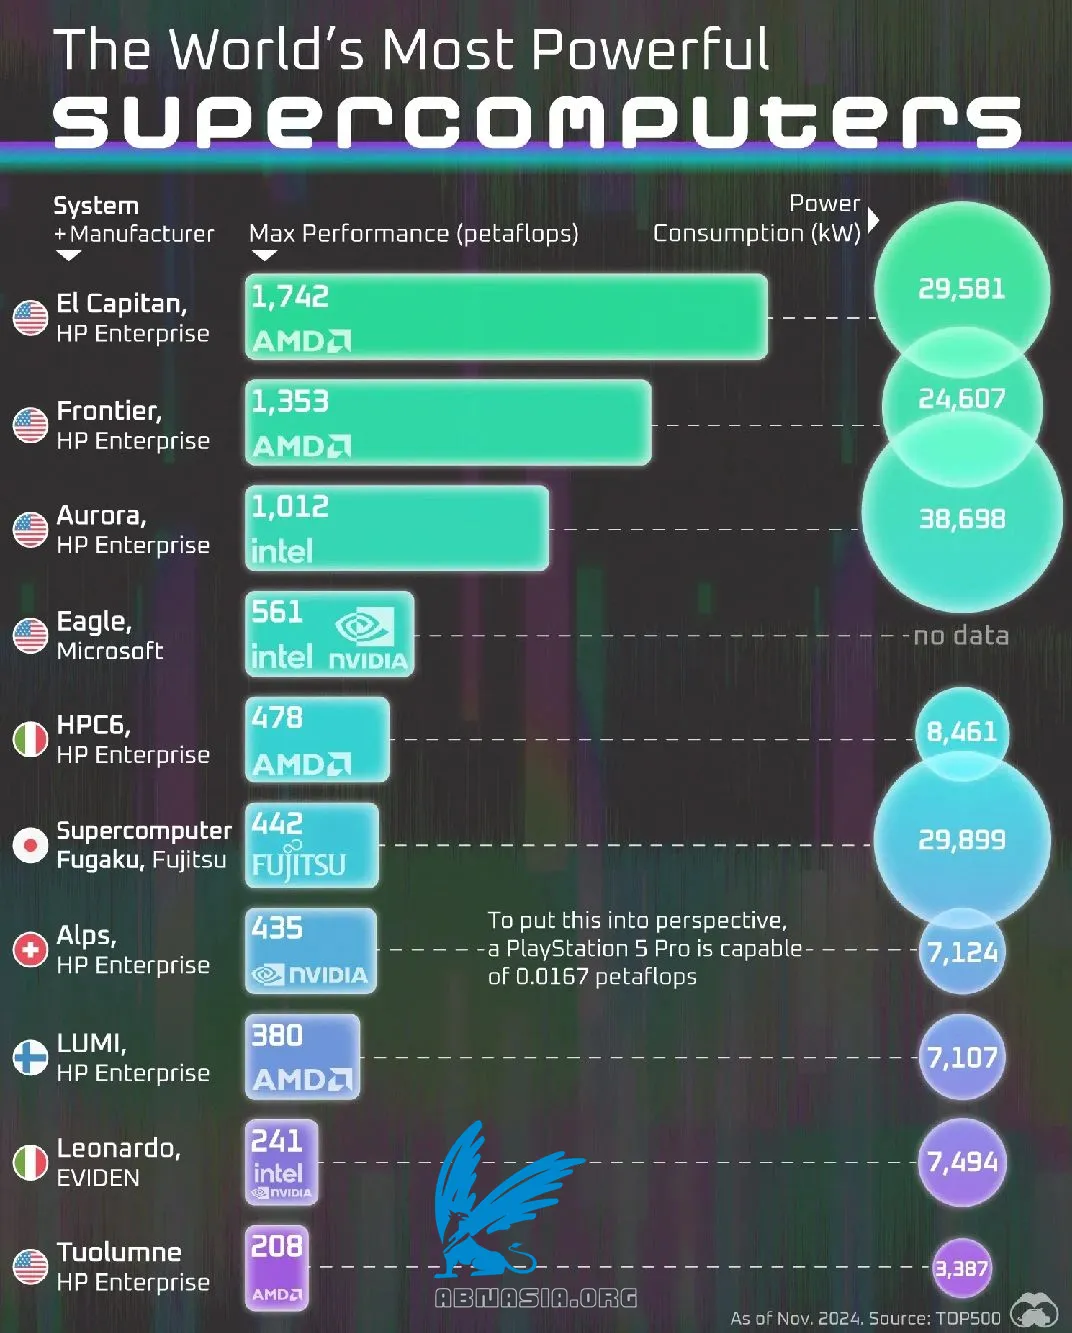 The World's Most Powerful
supercomputers
System
+Manufacturer
Max Performance (petaflops)
Power
Consumption (kW)
El Capitan,
HP Enterprise
1,742
AMD
29,581
Frontier,
HP Enterprise
1,353
AMD
24,607
Aurora,
HP Enterprise
1,012
intel
38,698
Eagle,
Microsoft
561
intel nVIDIA
no data
HPC6,
HP Enterprise
478
AMD
8,461
Supercomputer
Fugaku, Fujitsu
442
FUJITSU
29,899
Alps,
HP Enterprise
435
nVIDIA
To put this into perspective,
a PlayStation 5 Pro is capable
of 0.0167 petaflops
7,124
LUMI,
HP Enterprise
380
AMD
7,107
Leonardo,
EVIDEN
241
intel
nVIDIA
7,494
Tuolumne
HP Enterprise
208
AMD
3,387
ABNASIA.ORG
As of Nov. 2024. Source: TOP500